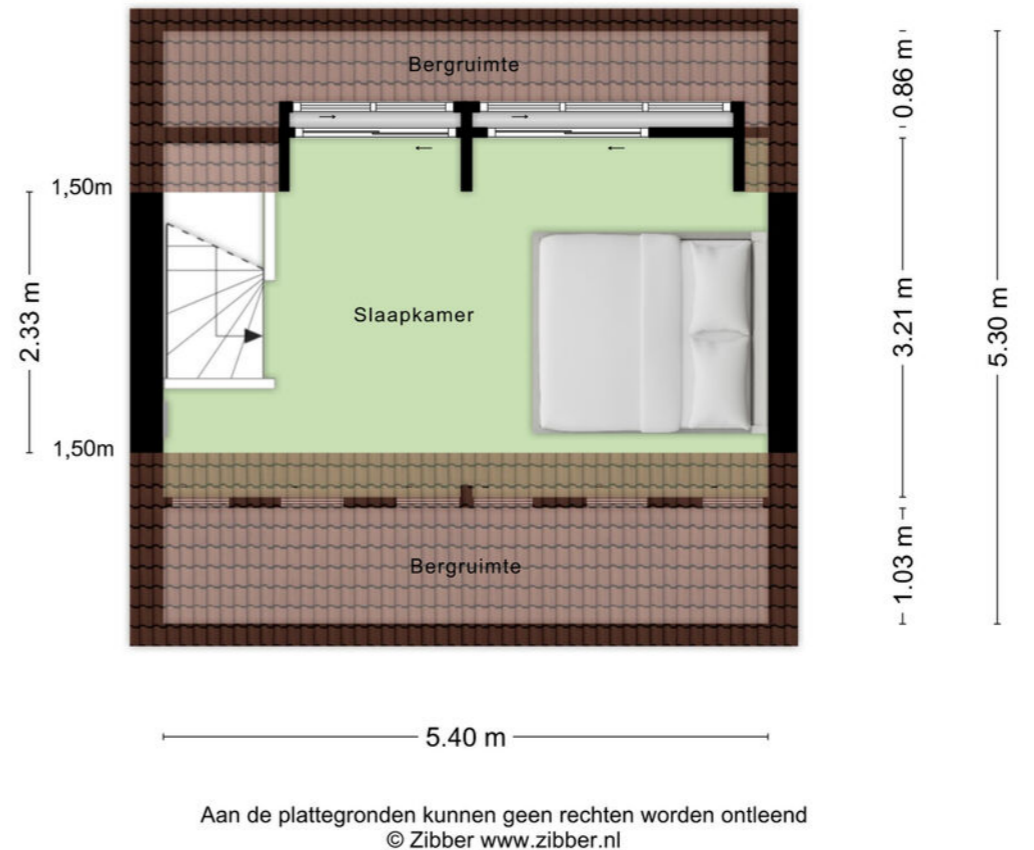 Bergruimte
0.86 m
1,50m
2.33 m
Slaapkamer
3.21 m
5.30 m
1,50m
Bergruimte
1.03 m
5.40 m
Aan de plattegronden kunnen geen rechten worden ontleend
© Zibber www.zibber.nl